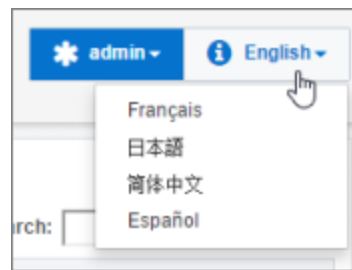 admin English
Français
日本語
简体中文
Español
rch: